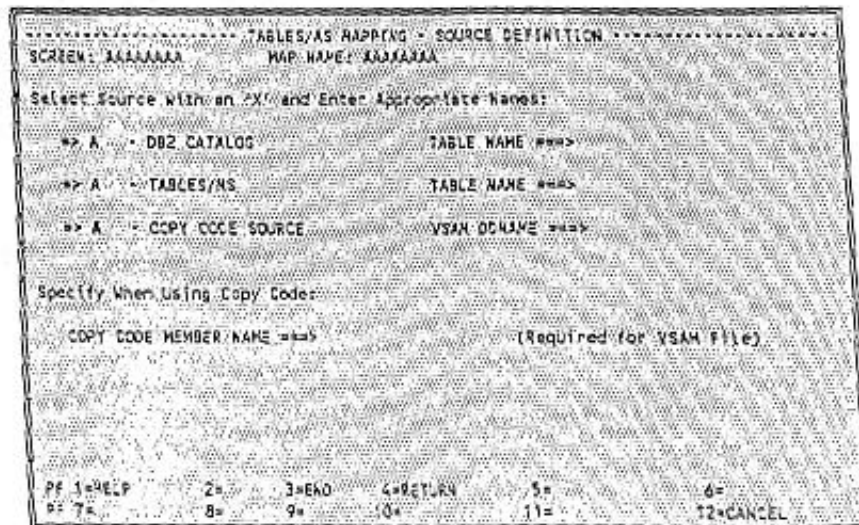 -------------------- TABLES/AS MAPPING - SOURCE DEFINITION --------------------
SCREEN: AAAAAAAA MAP NAME: AAAAAAAA
Select Source with an 'X' and Enter Appropriate Names:
=> A - DB2 CATALOG TABLE NAME ===>
=> A - TABLES/MS TABLE NAME ===>
=> A - COPY CODE SOURCE VSAM DDNAME ===>
Specify When Using Copy Code:
COPY CODE MEMBER NAME ===> (Required for VSAM File)
PF 1=HELP 2= 3=END 4=RETURN 5= 6=
PF 7= 8= 9= 10= 11= 12=CANCEL